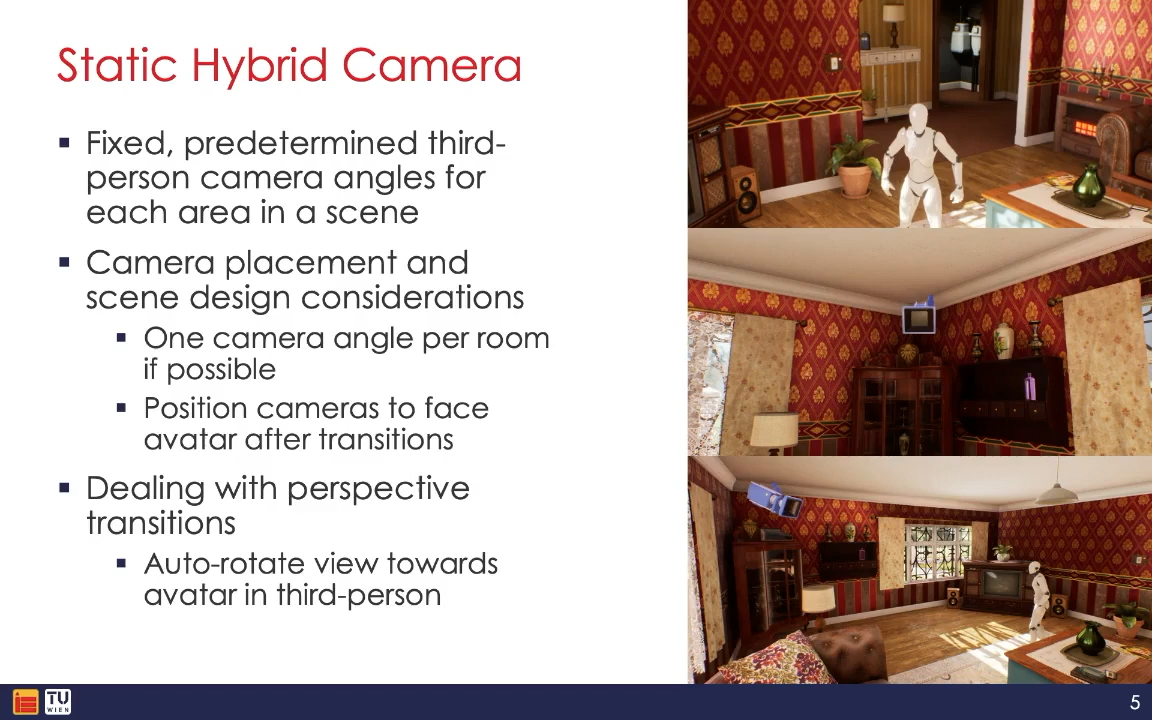 Static Hybrid Camera
▪ Fixed, predetermined third-
person camera angles for
each area in a scene
▪ Camera placement and
scene design considerations
▪ One camera angle per room
if possible
▪ Position cameras to face
avatar after transitions
▪ Dealing with perspective
transitions
▪ Auto-rotate view towards
avatar in third-person
TU
WIEN
5